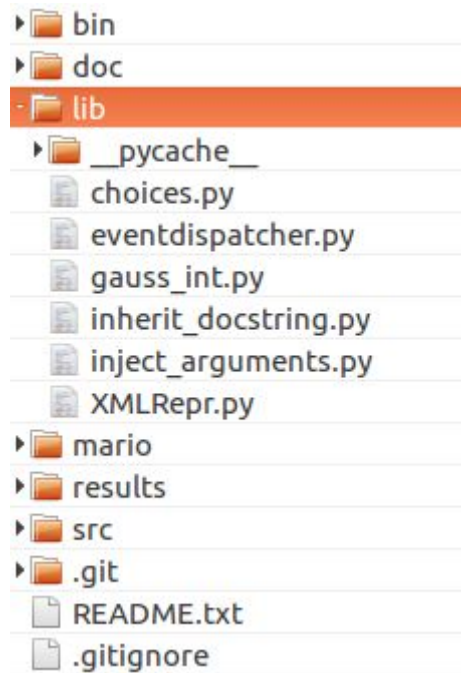 bin
doc
lib
__pycache__
choices.py
eventdispatcher.py
gauss_int.py
inherit_docstring.py
inject_arguments.py
XMLRepr.py
mario
results
src
.git
README.txt
.gitignore